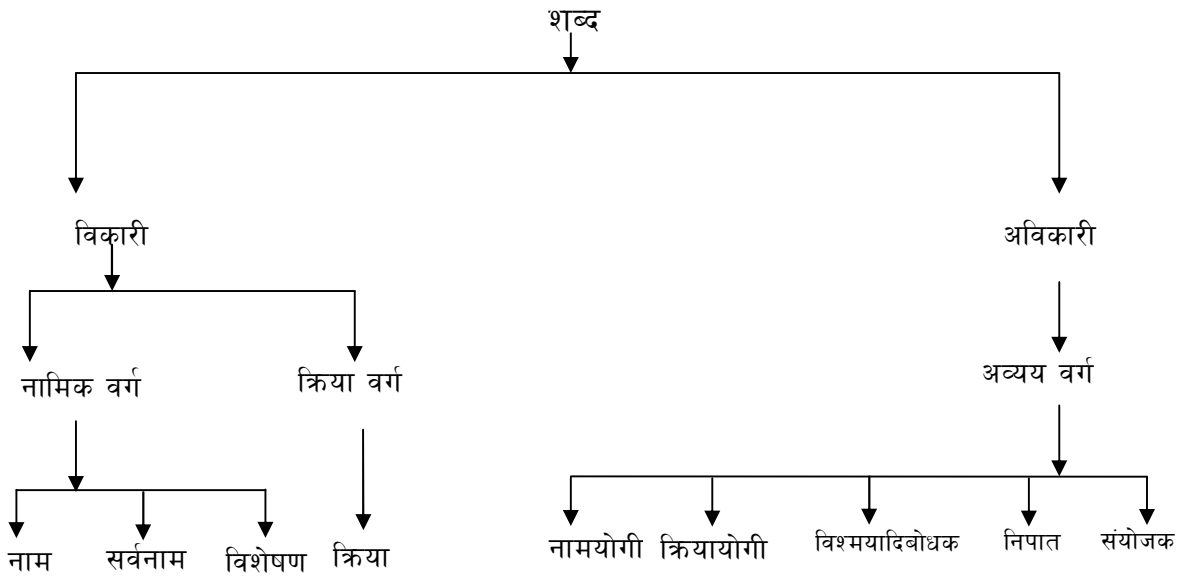 शब्द
विकारी अविकारी
नामिक वर्ग क्रिया वर्ग अव्यय वर्ग
नाम सर्वनाम विशेषण क्रिया नामयोगी क्रियायोगी विश्मयादिबोधक निपात संयोजक